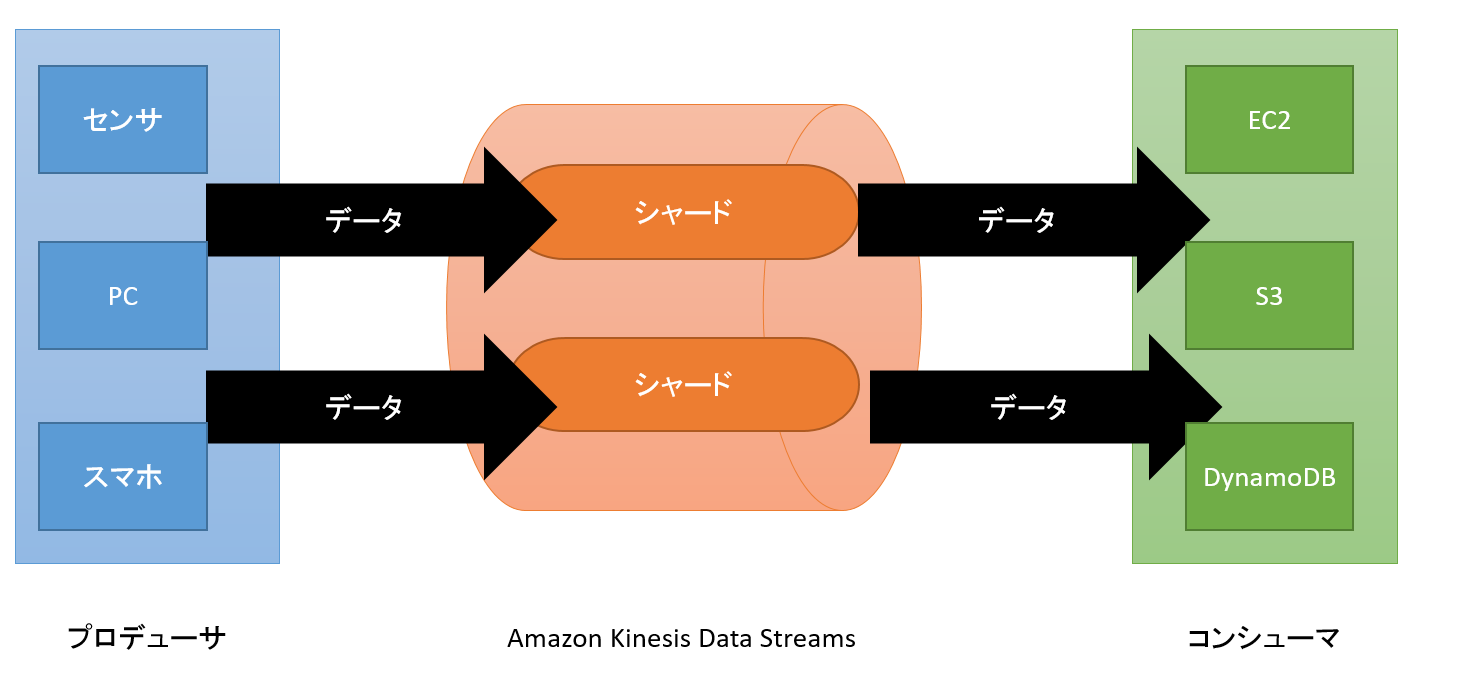 センサ
PC
スマホ
データ
データ
シャード
シャード
データ
データ
EC2
S3
DynamoDB
プロデューサ
Amazon Kinesis Data Streams
コンシューマ